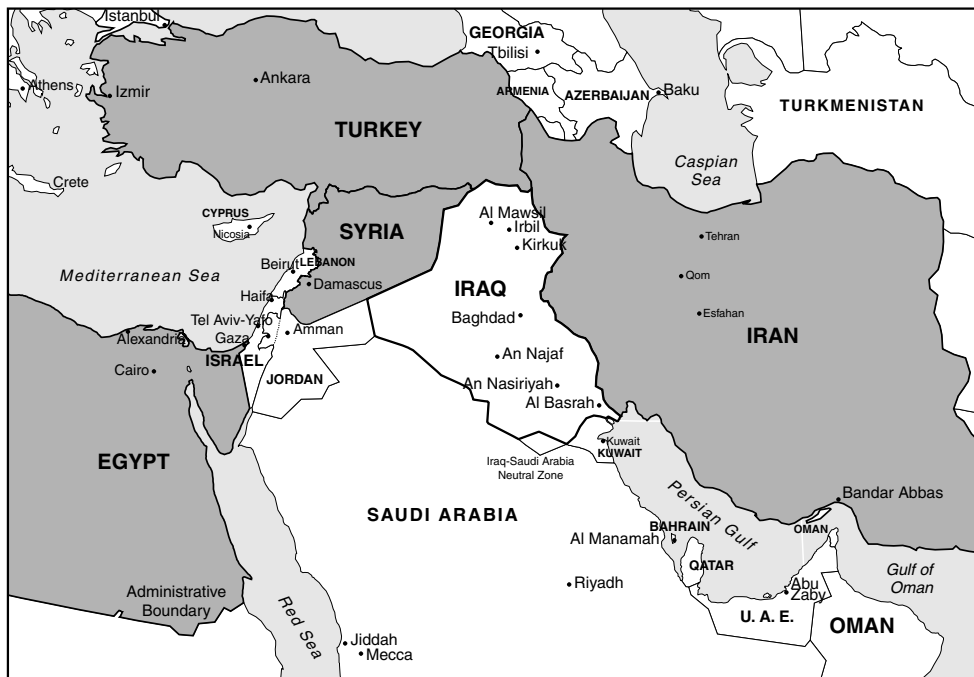 Istanbul
GEORGIA
Tbilisi
Athens
Izmir
Ankara
ARMENIA
AZERBAIJAN
Baku
TURKMENISTAN
TURKEY
Caspian
Sea
Crete
CYPRUS
Nicosia
SYRIA
Al Mawsil
Irbil
Kirkuk
Tehran
Beirut
LEBANON
Mediterranean Sea
Damascus
IRAQ
Qom
Haifa
Tel Aviv-Yafo
Baghdad
Esfahan
Alexandria
Gaza
Amman
IRAN
ISRAEL
Cairo
JORDAN
An Najaf
An Nasiriyah
Al Basrah
Kuwait
KUWAIT
EGYPT
Iraq-Saudi Arabia
Neutral Zone
SAUDI ARABIA
Persian Gulf
Bandar Abbas
BAHRAIN
OMAN
Al Manamah
QATAR
Gulf of
Oman
Riyadh
Abu
Zaby
Administrative
Boundary
Red Sea
U. A. E.
OMAN
Jiddah
Mecca